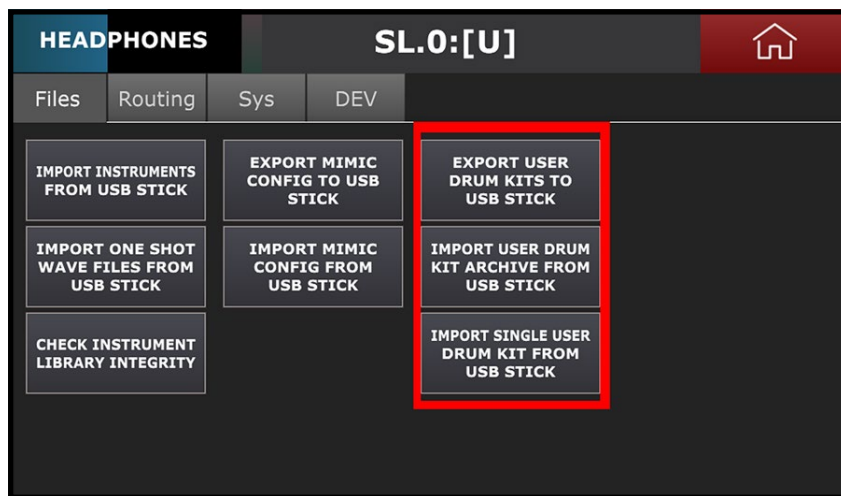 HEADPHONES
SL.0:[U]
Files
Routing
Sys
DEV
IMPORT INSTRUMENTS
FROM USB STICK
EXPORT MIMIC
CONFIG TO USB
STICK
EXPORT USER
DRUM KITS TO
USB STICK
IMPORT ONE SHOT
WAVE FILES FROM
USB STICK
IMPORT MIMIC
CONFIG FROM
USB STICK
IMPORT USER DRUM
KIT ARCHIVE FROM
USB STICK
CHECK INSTRUMENT
LIBRARY INTEGRITY
IMPORT SINGLE USER
DRUM KIT FROM
USB STICK